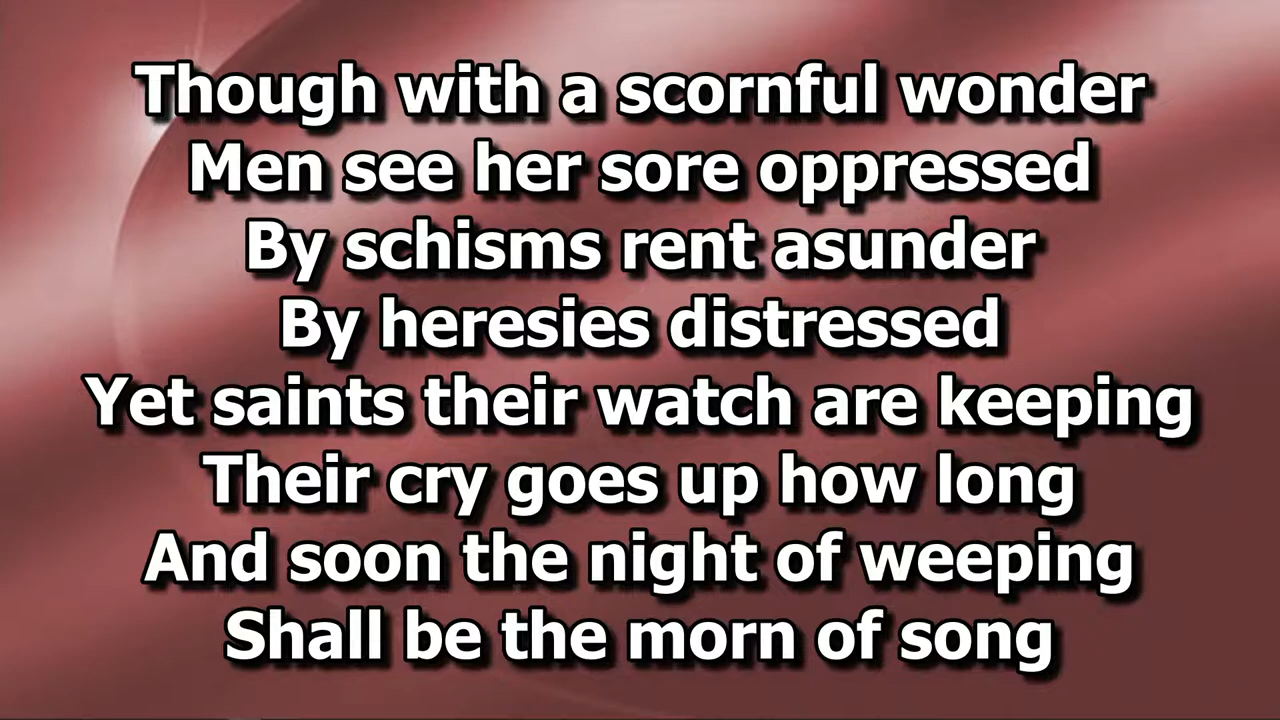 Though with a scornful wonder
Men see her sore oppressed
By schisms rent asunder
By heresies distressed
Yet saints their watch are keeping
Their cry goes up how long
And soon the night of weeping
Shall be the morn of song